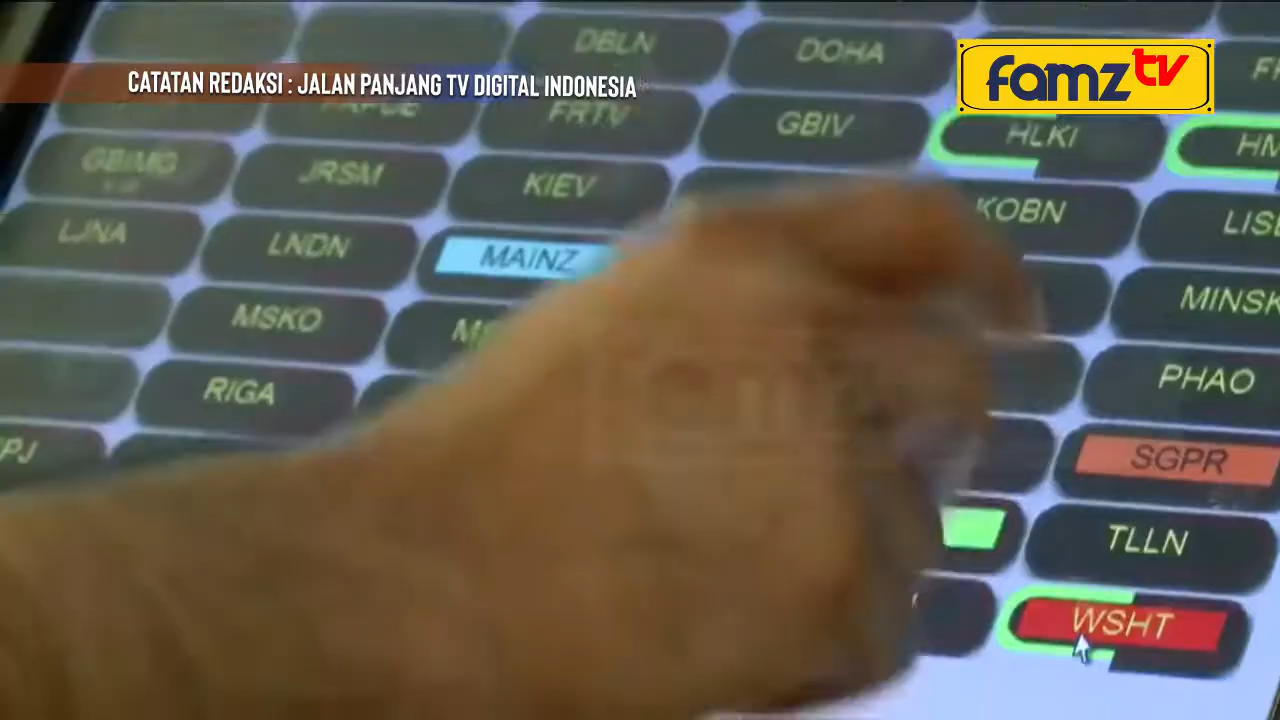 famz tv
CATATAN REDAKSI : JALAN PANJANG TV DIGITAL INDONESIA
DBLN
DOHA
FRTV
GBIV
HLKI
GBIMG
JRSM
KIEV
KOBN
LJNA
LNDN
MAINZ
MINSK
MSKO
RIGA
PHAO
SGPR
TLLN
WSHT